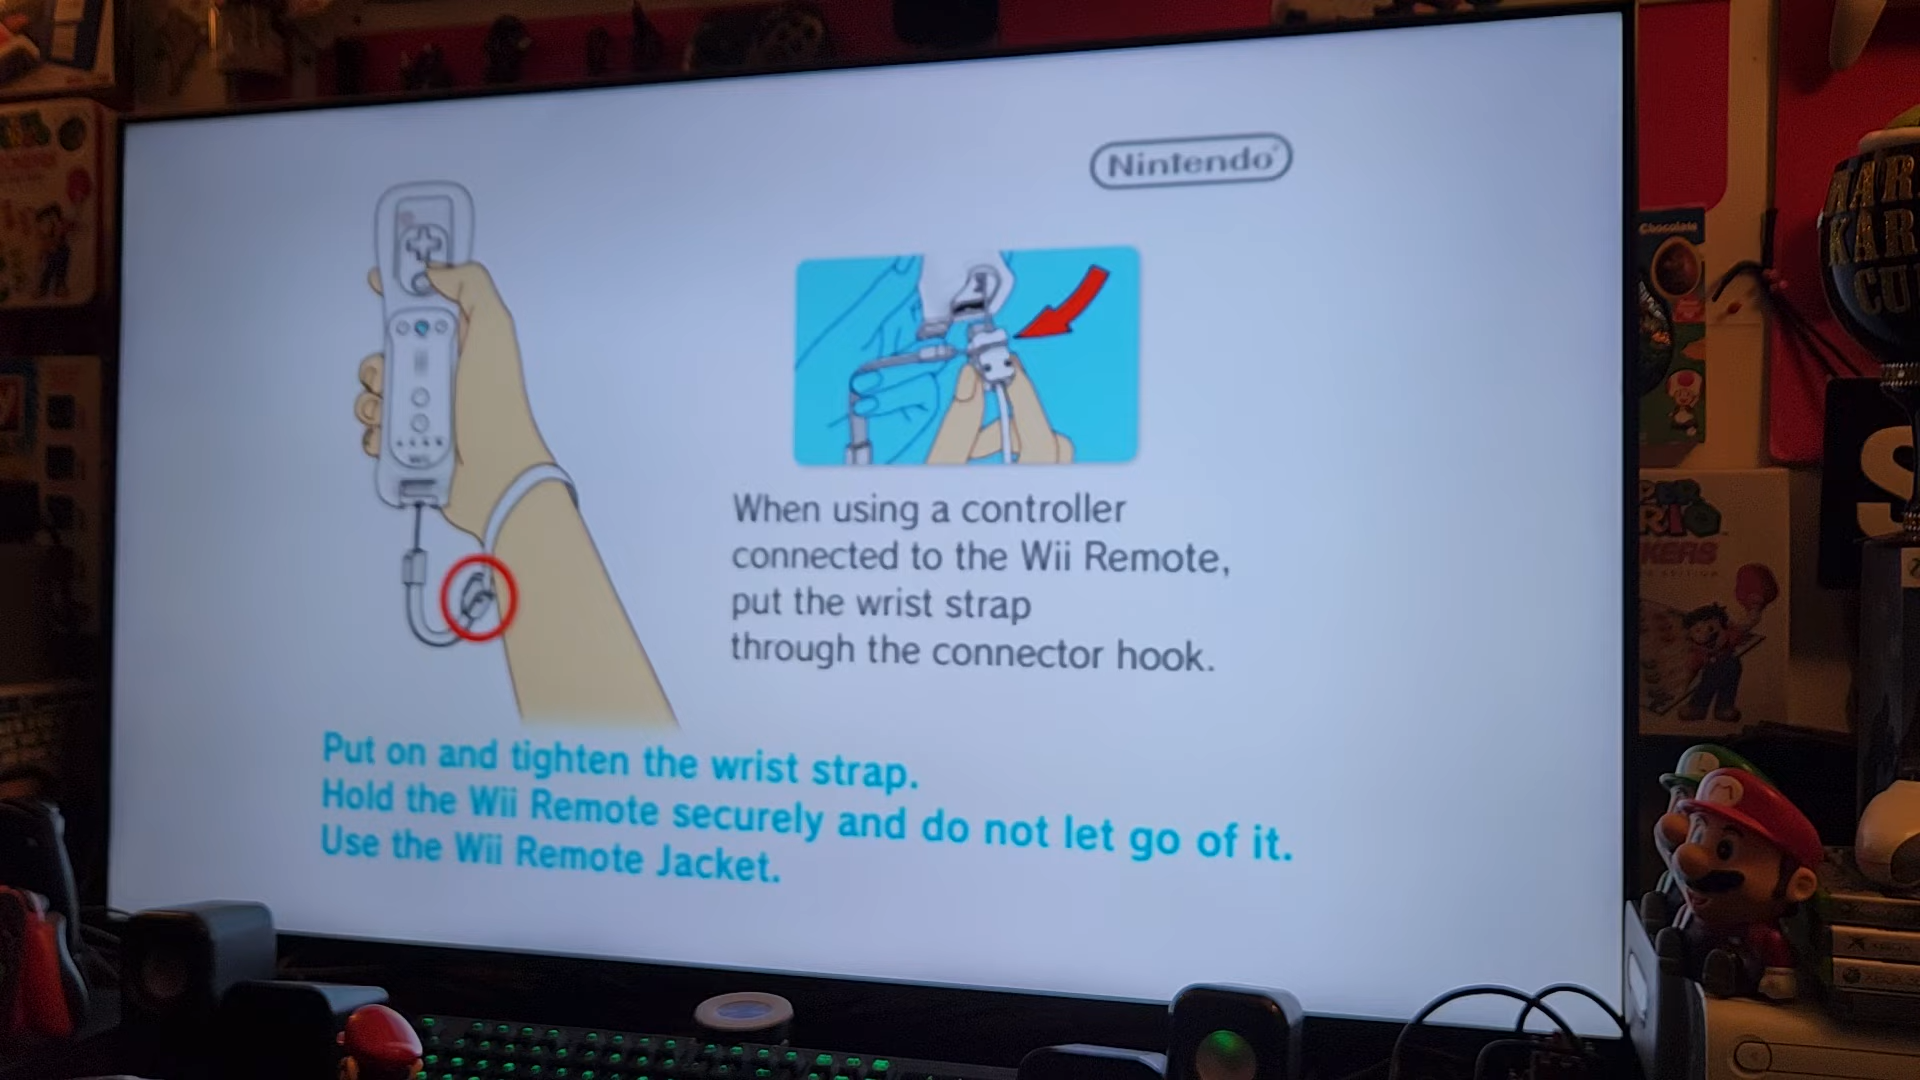 Nintendo
When using a controller
connected to the Wii Remote,
put the wrist strap
through the connector hook.
Put on and tighten the wrist strap.
Hold the Wii Remote securely and do not let go of it.
Use the Wii Remote Jacket.
Chocolate